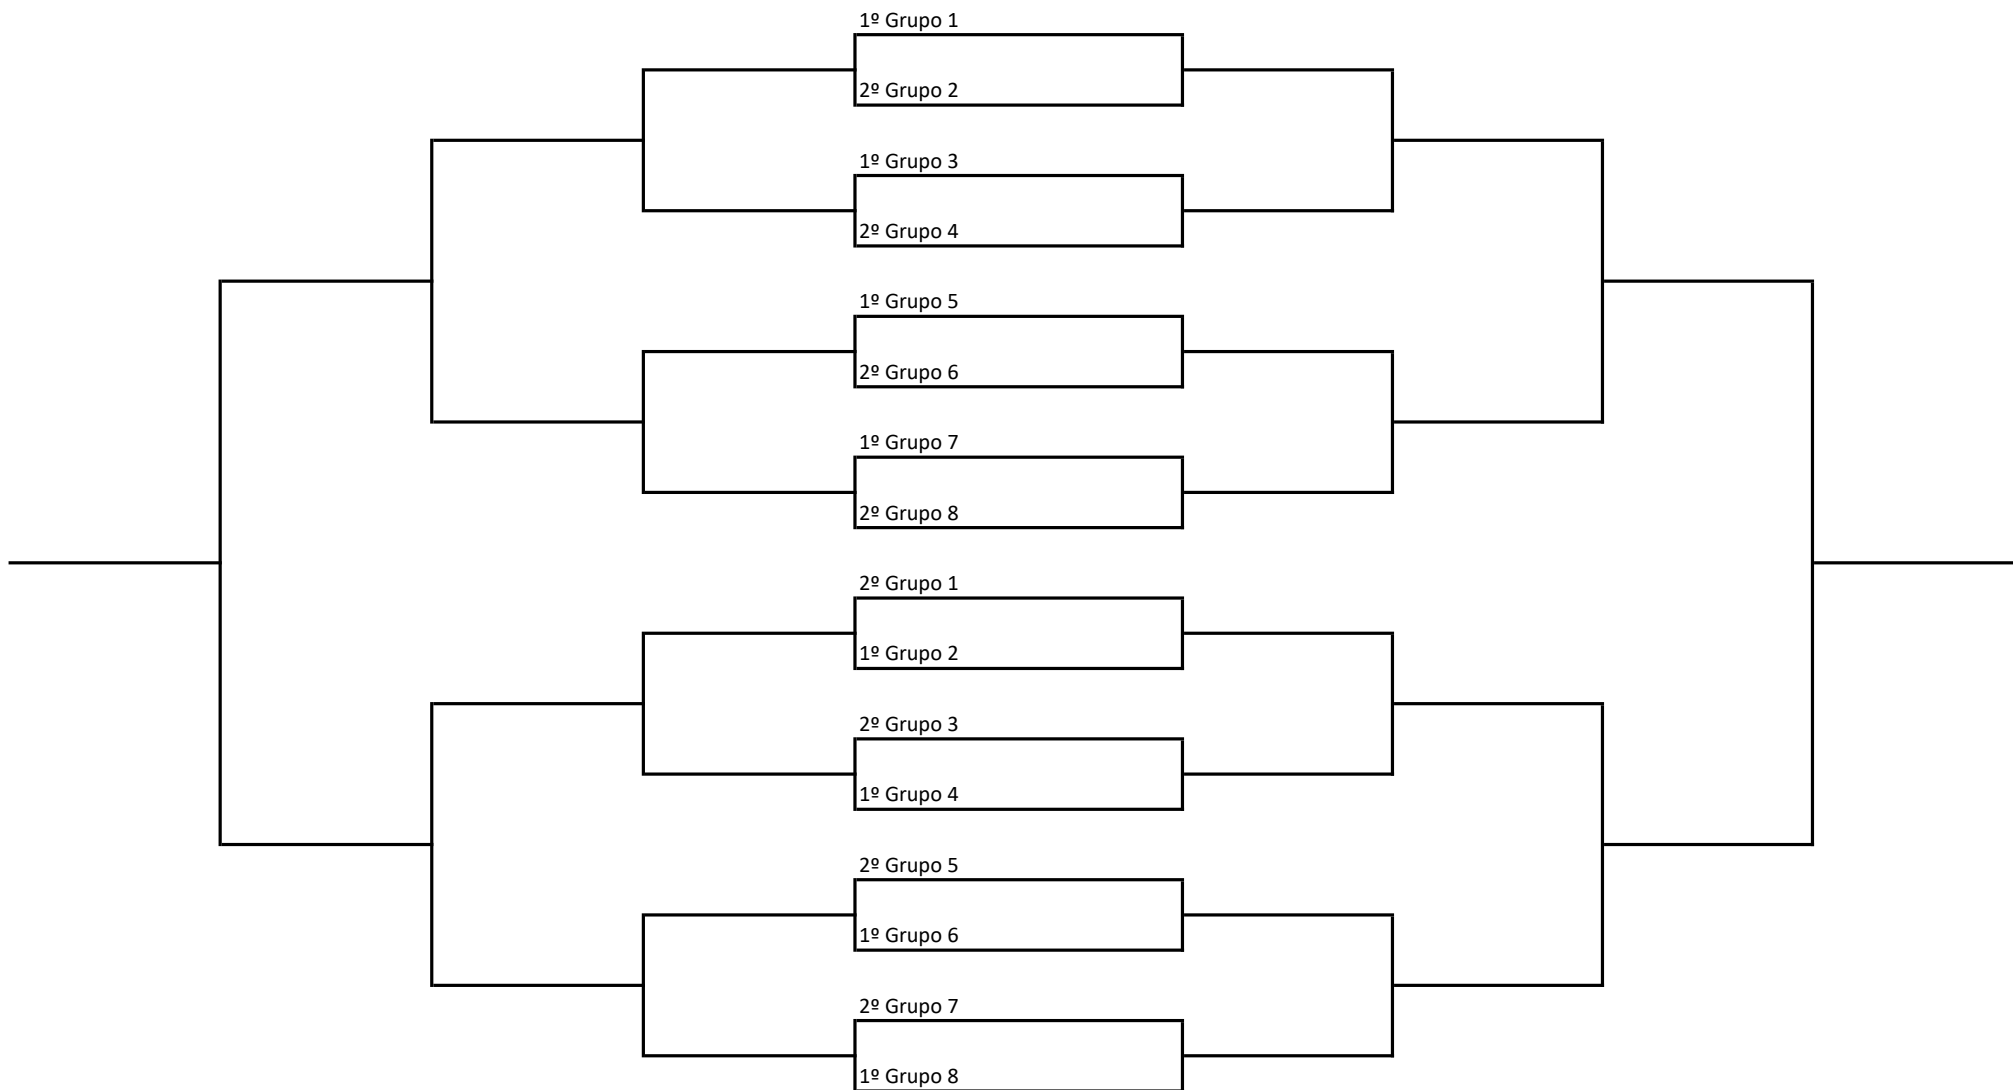 1º Grupo 1
2º Grupo 2
1º Grupo 3
2º Grupo 4
1º Grupo 5
2º Grupo 6
1º Grupo 7
2º Grupo 8
2º Grupo 1
1º Grupo 2
2º Grupo 3
1º Grupo 4
2º Grupo 5
1º Grupo 6
2º Grupo 7
1º Grupo 8